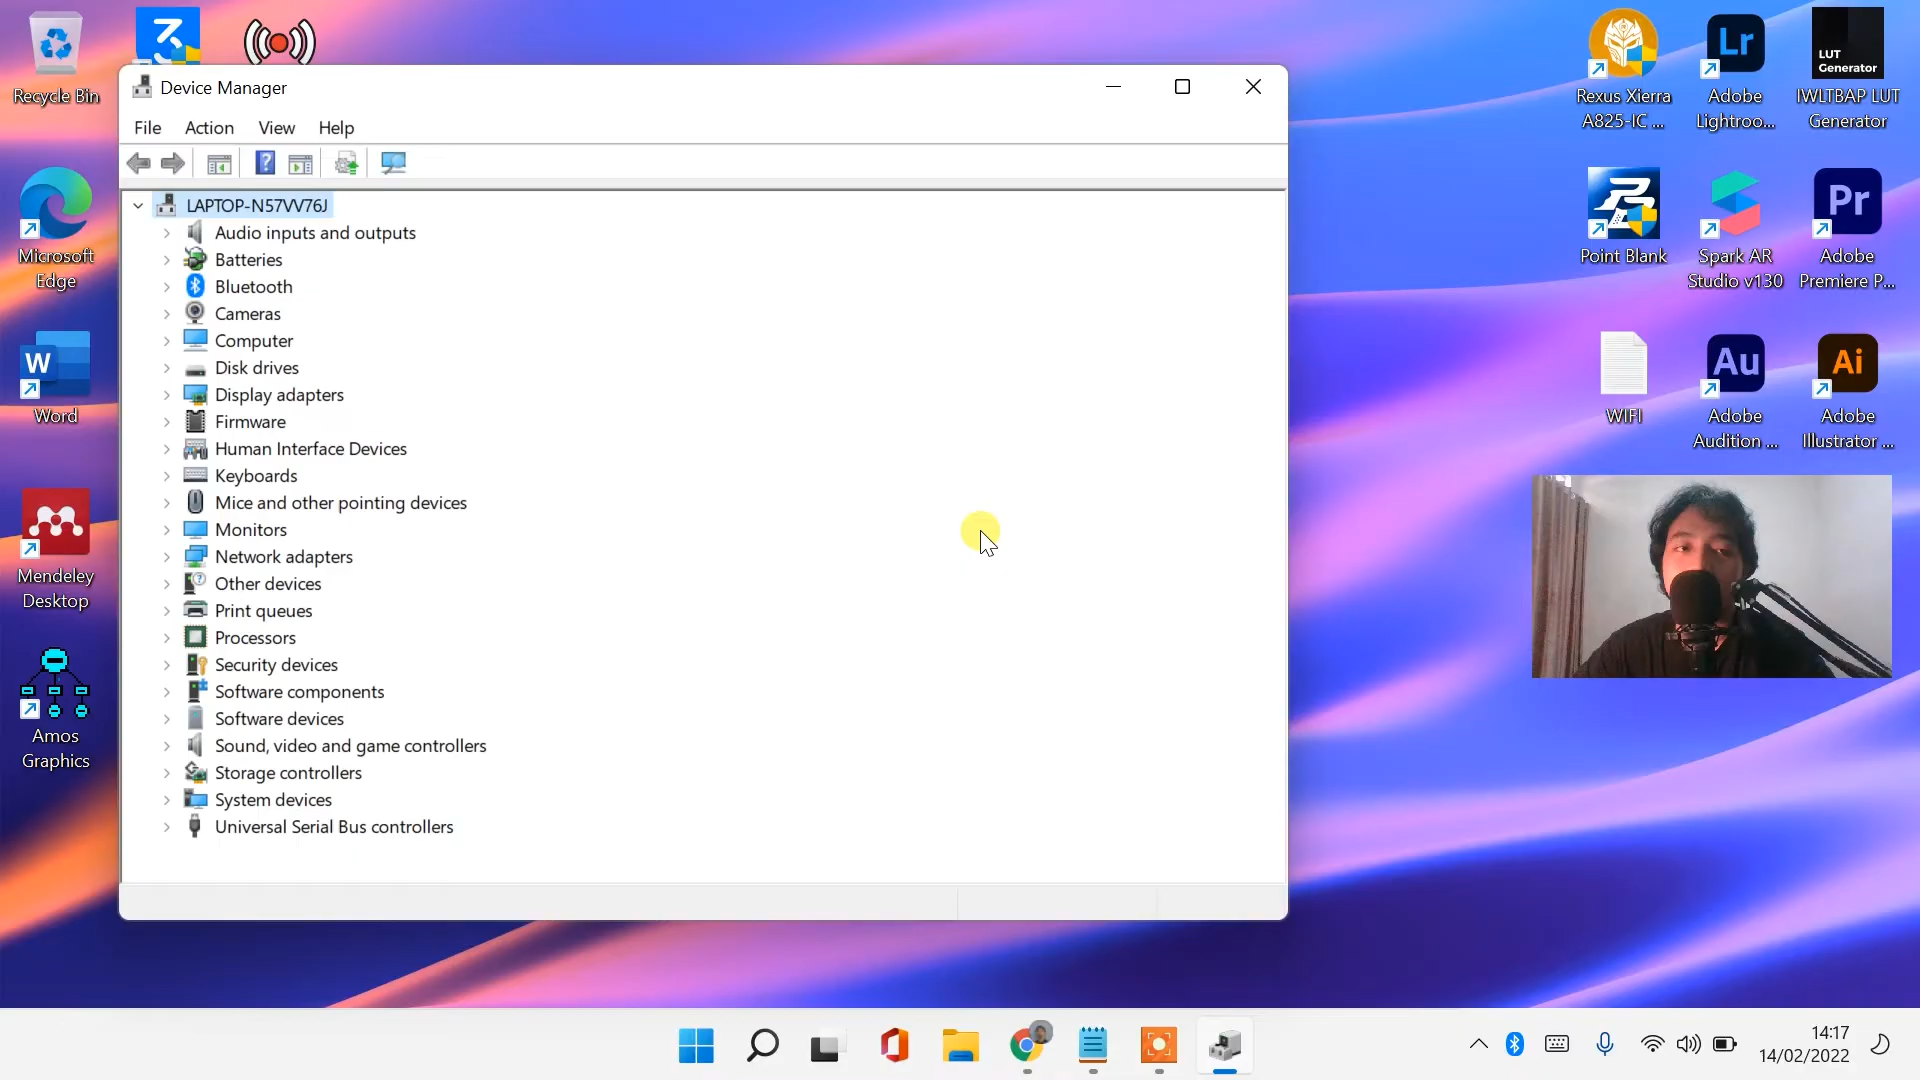 Recycle Bin
Microsoft
Edge
W
Word
Mendeley
Desktop
Amos
Graphics
3
Device Manager
File Action View Help
LAPTOP-N57VV76J
Audio inputs and outputs
Batteries
Bluetooth
Cameras
Computer
Disk drives
Display adapters
Firmware
Human Interface Devices
Keyboards
Mice and other pointing devices
Monitors
Network adapters
Other devices
Print queues
Processors
Security devices
Software components
Software devices
Sound, video and game controllers
Storage controllers
System devices
Universal Serial Bus controllers
Rexus Xierra
A825-IC ...
Lr
Adobe
Lightroo...
LUT
Generator
IWLTBAP LUT
Generator
Point Blank
Spark AR
Studio v130
Pr
Adobe
Premiere P...
WIFI
Au
Adobe
Audition ...
Ai
Adobe
Illustrator ...
14:17
14/02/2022